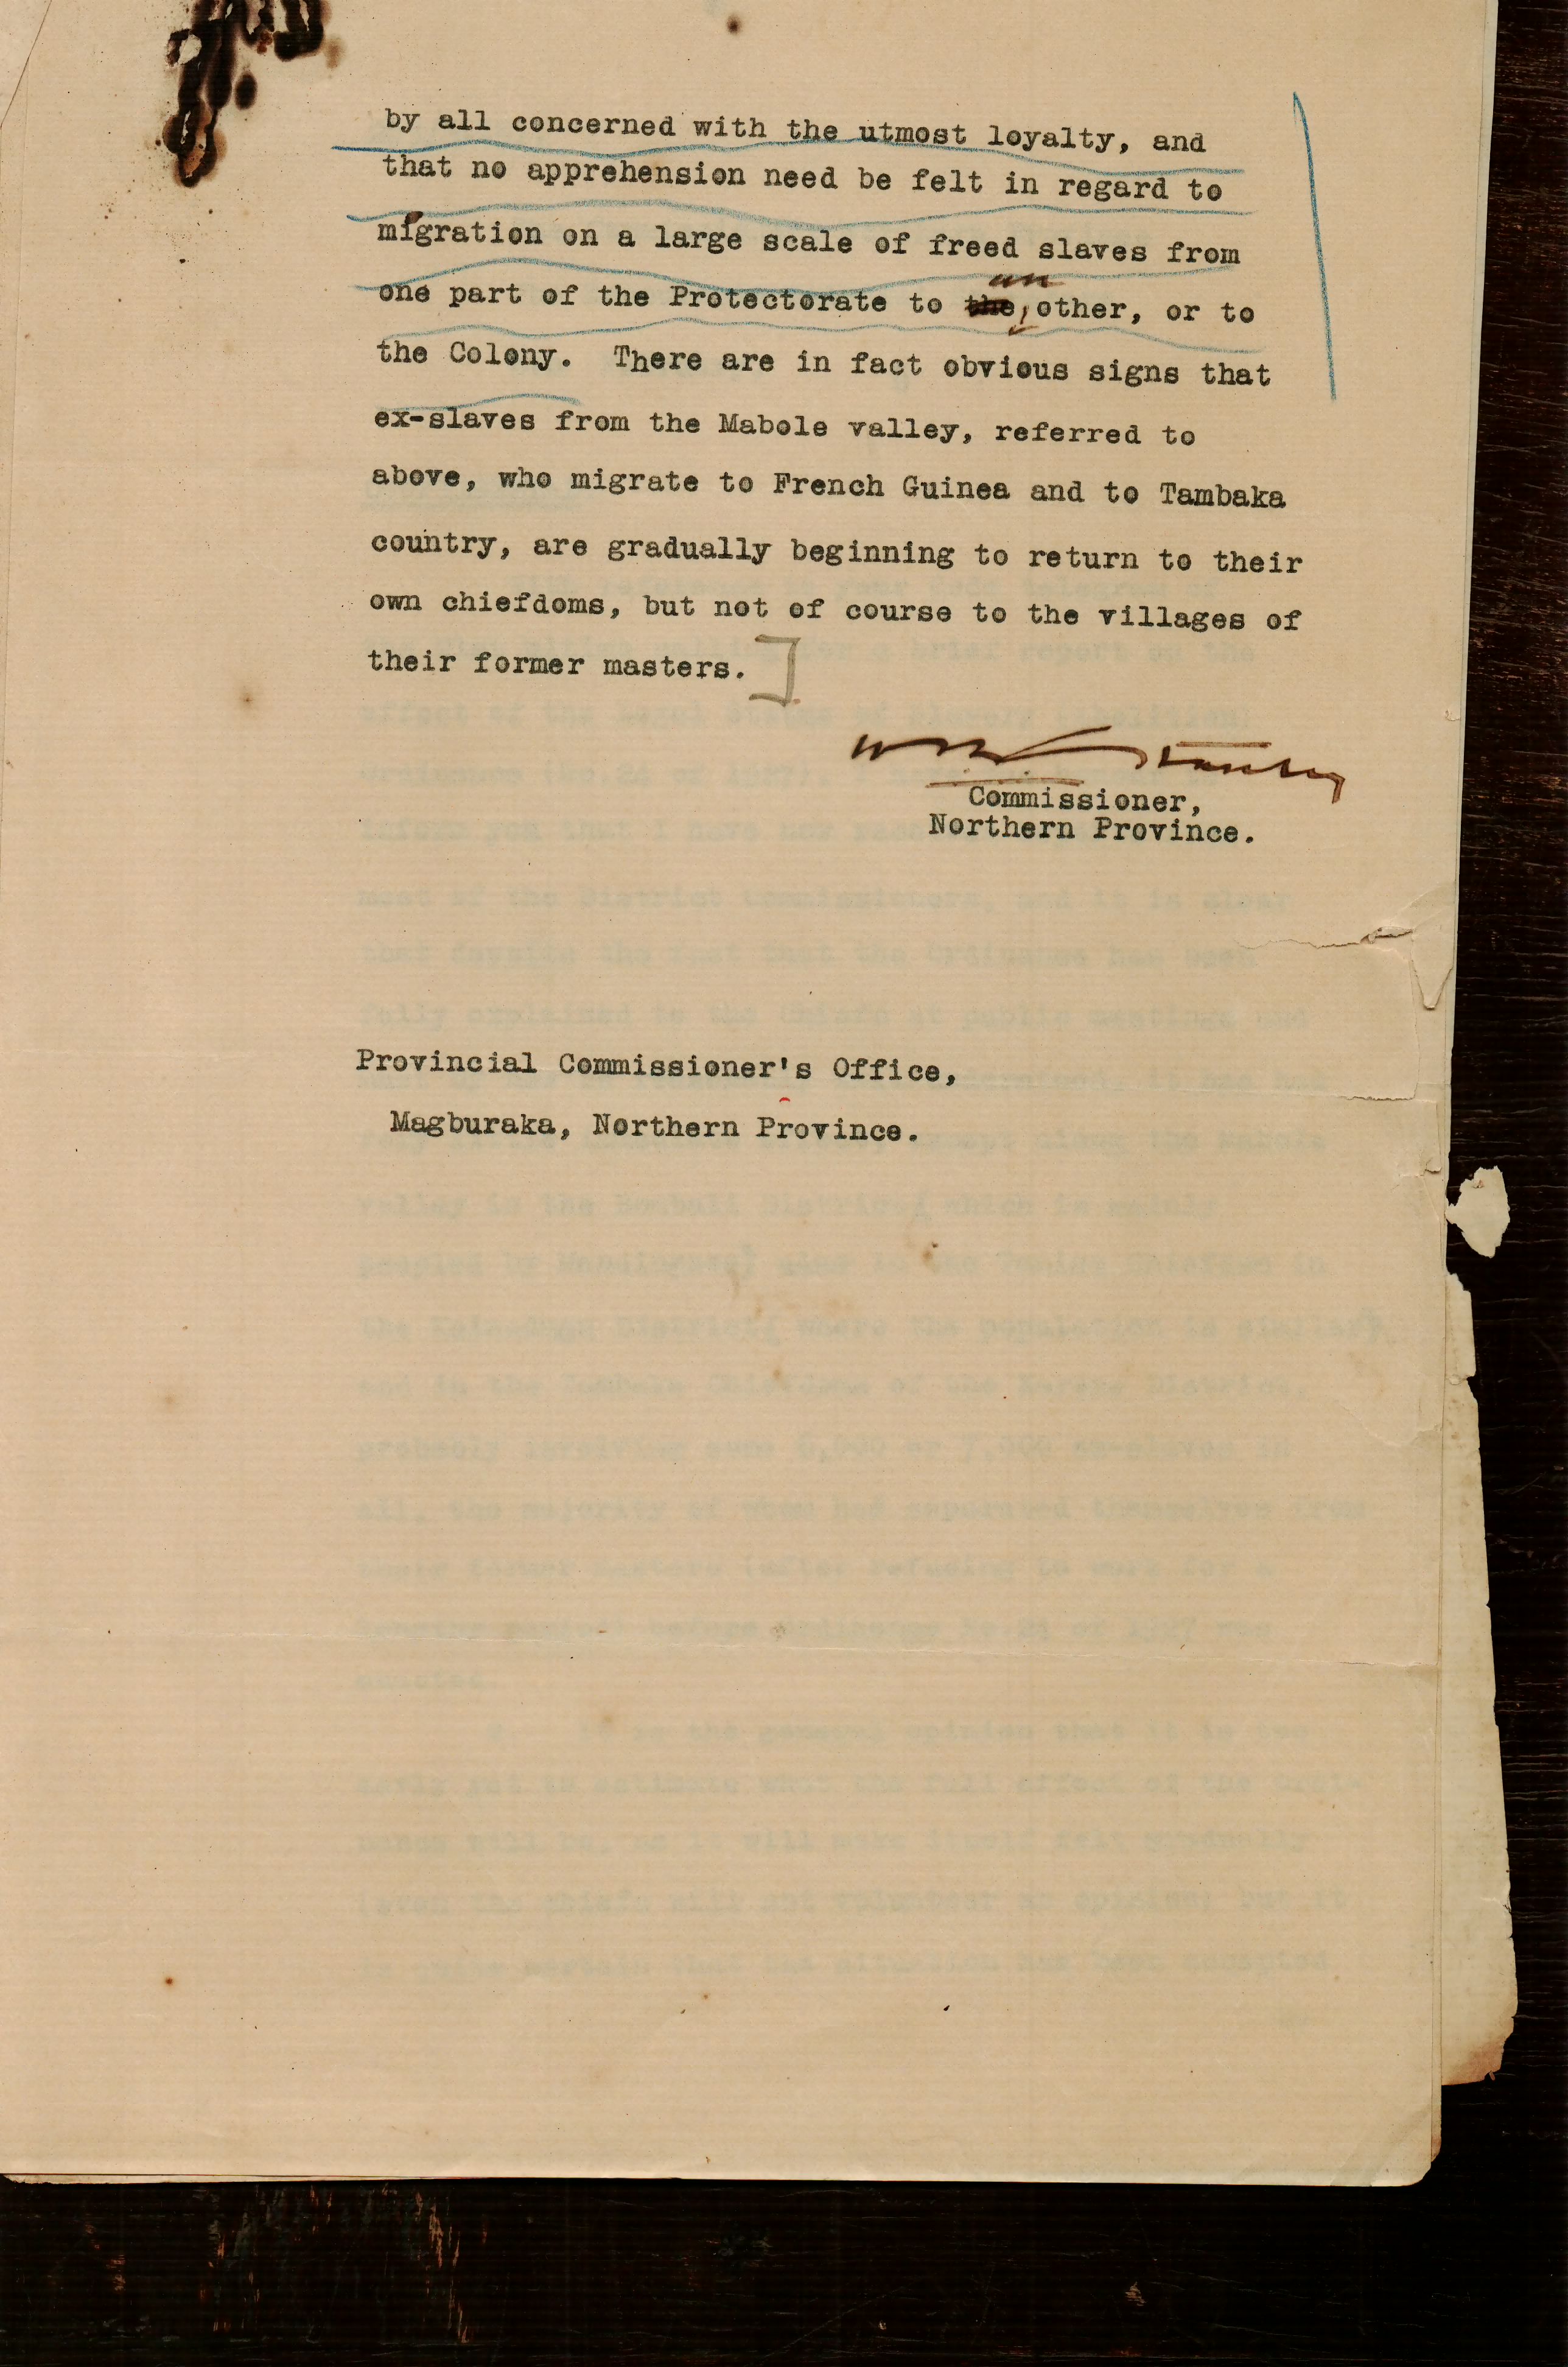 by all concerned with the utmost loyalty, and
that no apprehension need be felt in regard to
migration on a large scale of freed slaves from
one part of the Protectorate to an other, or to
the Colony. There are in fact obvious signs that
ex-slaves from the Mabole valley, referred to
above, who migrate to French Guinea and to Tambaka
country, are gradually beginning to return to their
own chiefdoms, but not of course to the villages of
their former masters. ]
Stanley
Commissioner,
Northern Province.
Provincial Commissioner's Office,
Magburaka, Northern Province.